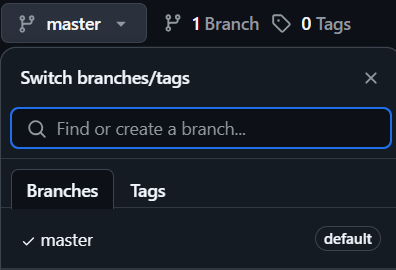 master 1 Branch 0 Tags
Switch branches/tags
Find or create a branch...
Branches Tags
master default